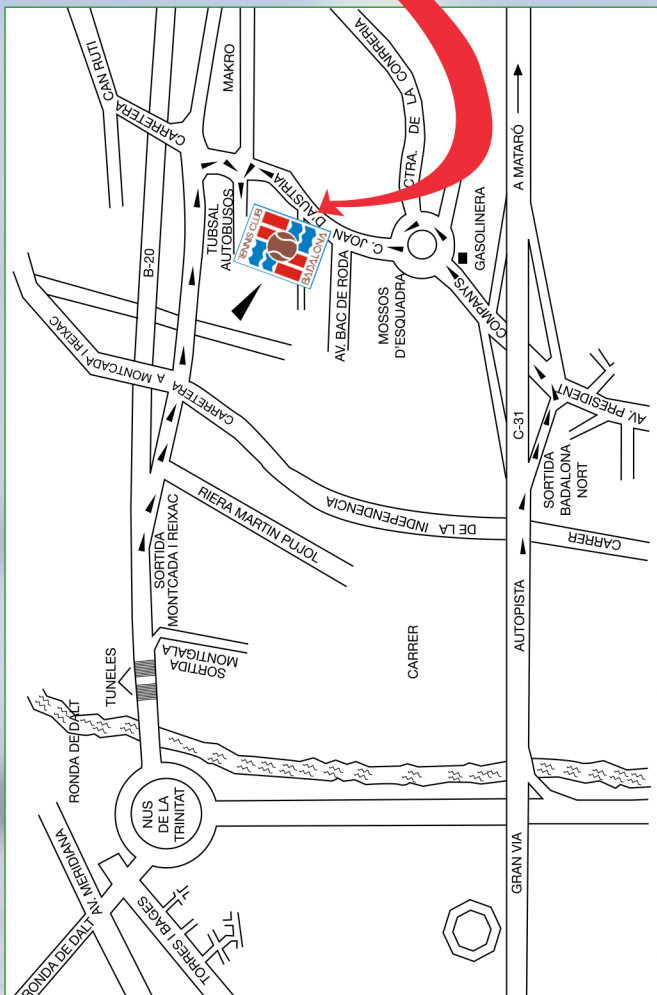 CARRETERA
CAN RUTI
MAKRO
CTRA. DE LA CONRERIA
A MATARÓ
B-20
TUBSAL
AUTOBUSOS
TENNIS CLUB
BADALONA
C. JOAN D'AUSTRIA
AV. BAC DE RODA
MOSSOS
D'ESQUADRA
GASOLINERA
AV. PRESIDENT
COMPANYS
C-31
CARRETERA A MONTCADA I REIXAC
CARRETERA
SORTIDA
BADALONA
NORT
RIERA MARTIN PUJOL
SORTIDA
MONTCADA I REIXAC
CARRER
DE LA INDEPENDENCIA
AUTOPISTA
CARRER
SORTIDA
MONTIGALA
TUNELES
RONDA DE DALT
NUS
DE LA
TRINITAT
AV. MERIDIANA
RONDA DE DALT
TORRES I BAGES
GRAN VIA